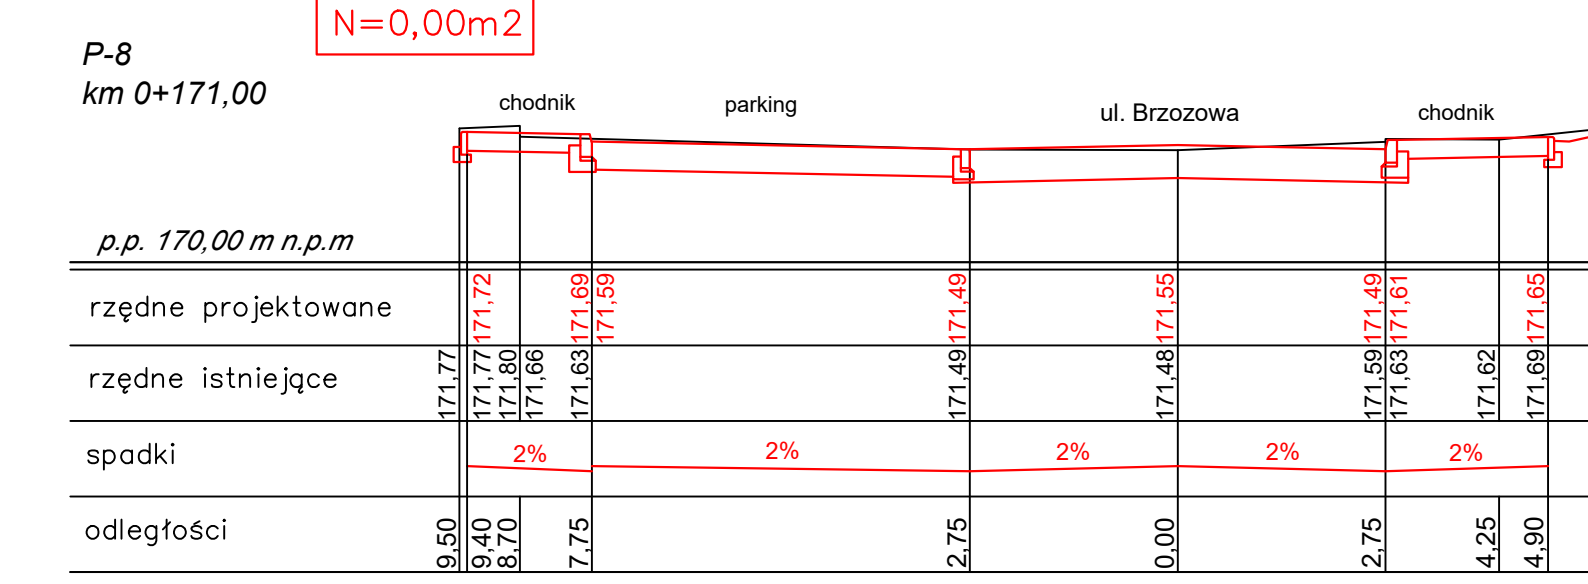 N=0,00m2
P-8
km 0+171,00
chodnik
parking
ul. Brzozowa
chodnik
p.p. 170,00 m n.p.m
rzędne projektowane
171,72
171,69
171,59
171,49
171,55
171,49
171,61
171,65
rzędne istniejące
171,77
171,77
171,80
171,66
171,63
171,49
171,48
171,59
171,63
171,62
171,69
spadki
2%
2%
2%
2%
2%
odległości
9,50
9,40
8,70
7,75
2,75
0,00
2,75
4,25
4,90